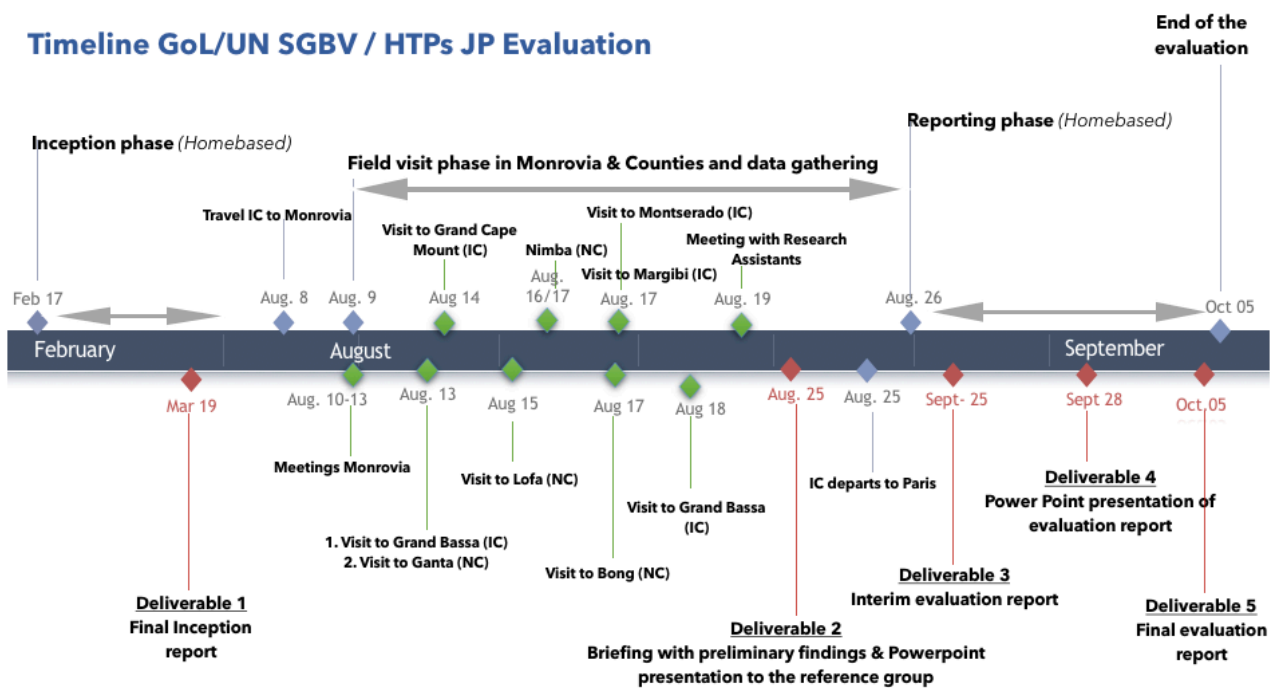 Timeline GoL/UN SGBV / HTPs JP Evaluation
End of the
evaluation
Inception phase (Homebased)
Reporting phase (Homebased)
Field visit phase in Monrovia & Counties and data gathering
Travel IC to Monrovia
Visit to Grand Cape
Mount (IC)
Nimba (NC)
Visit to Montserado (IC)
Visit to Margibi (IC)
Meeting with Research
Assistants
Feb 17
Aug. 8
Aug. 9
Aug 14
Aug.
16/17
Aug. 17
Aug. 19
Aug. 26
Oct 05
February
August
September
Mar 19
Aug. 10-13
Aug. 13
Aug 15
Aug 17
Aug 18
Aug. 25
Aug. 25
Sept- 25
Sept 28
Oct.05
Meetings Monrovia
Visit to Lofa (NC)
IC departs to Paris
Deliverable 4
Power Point presentation of
evaluation report
Visit to Grand Bassa
(IC)
1. Visit to Grand Bassa (IC)
2. Visit to Ganta (NC)
Visit to Bong (NC)
Deliverable 3
Interim evaluation report
Deliverable 1
Final Inception
report
Deliverable 2
Briefing with preliminary findings & Powerpoint
presentation to the reference group
Deliverable 5
Final evaluation
report